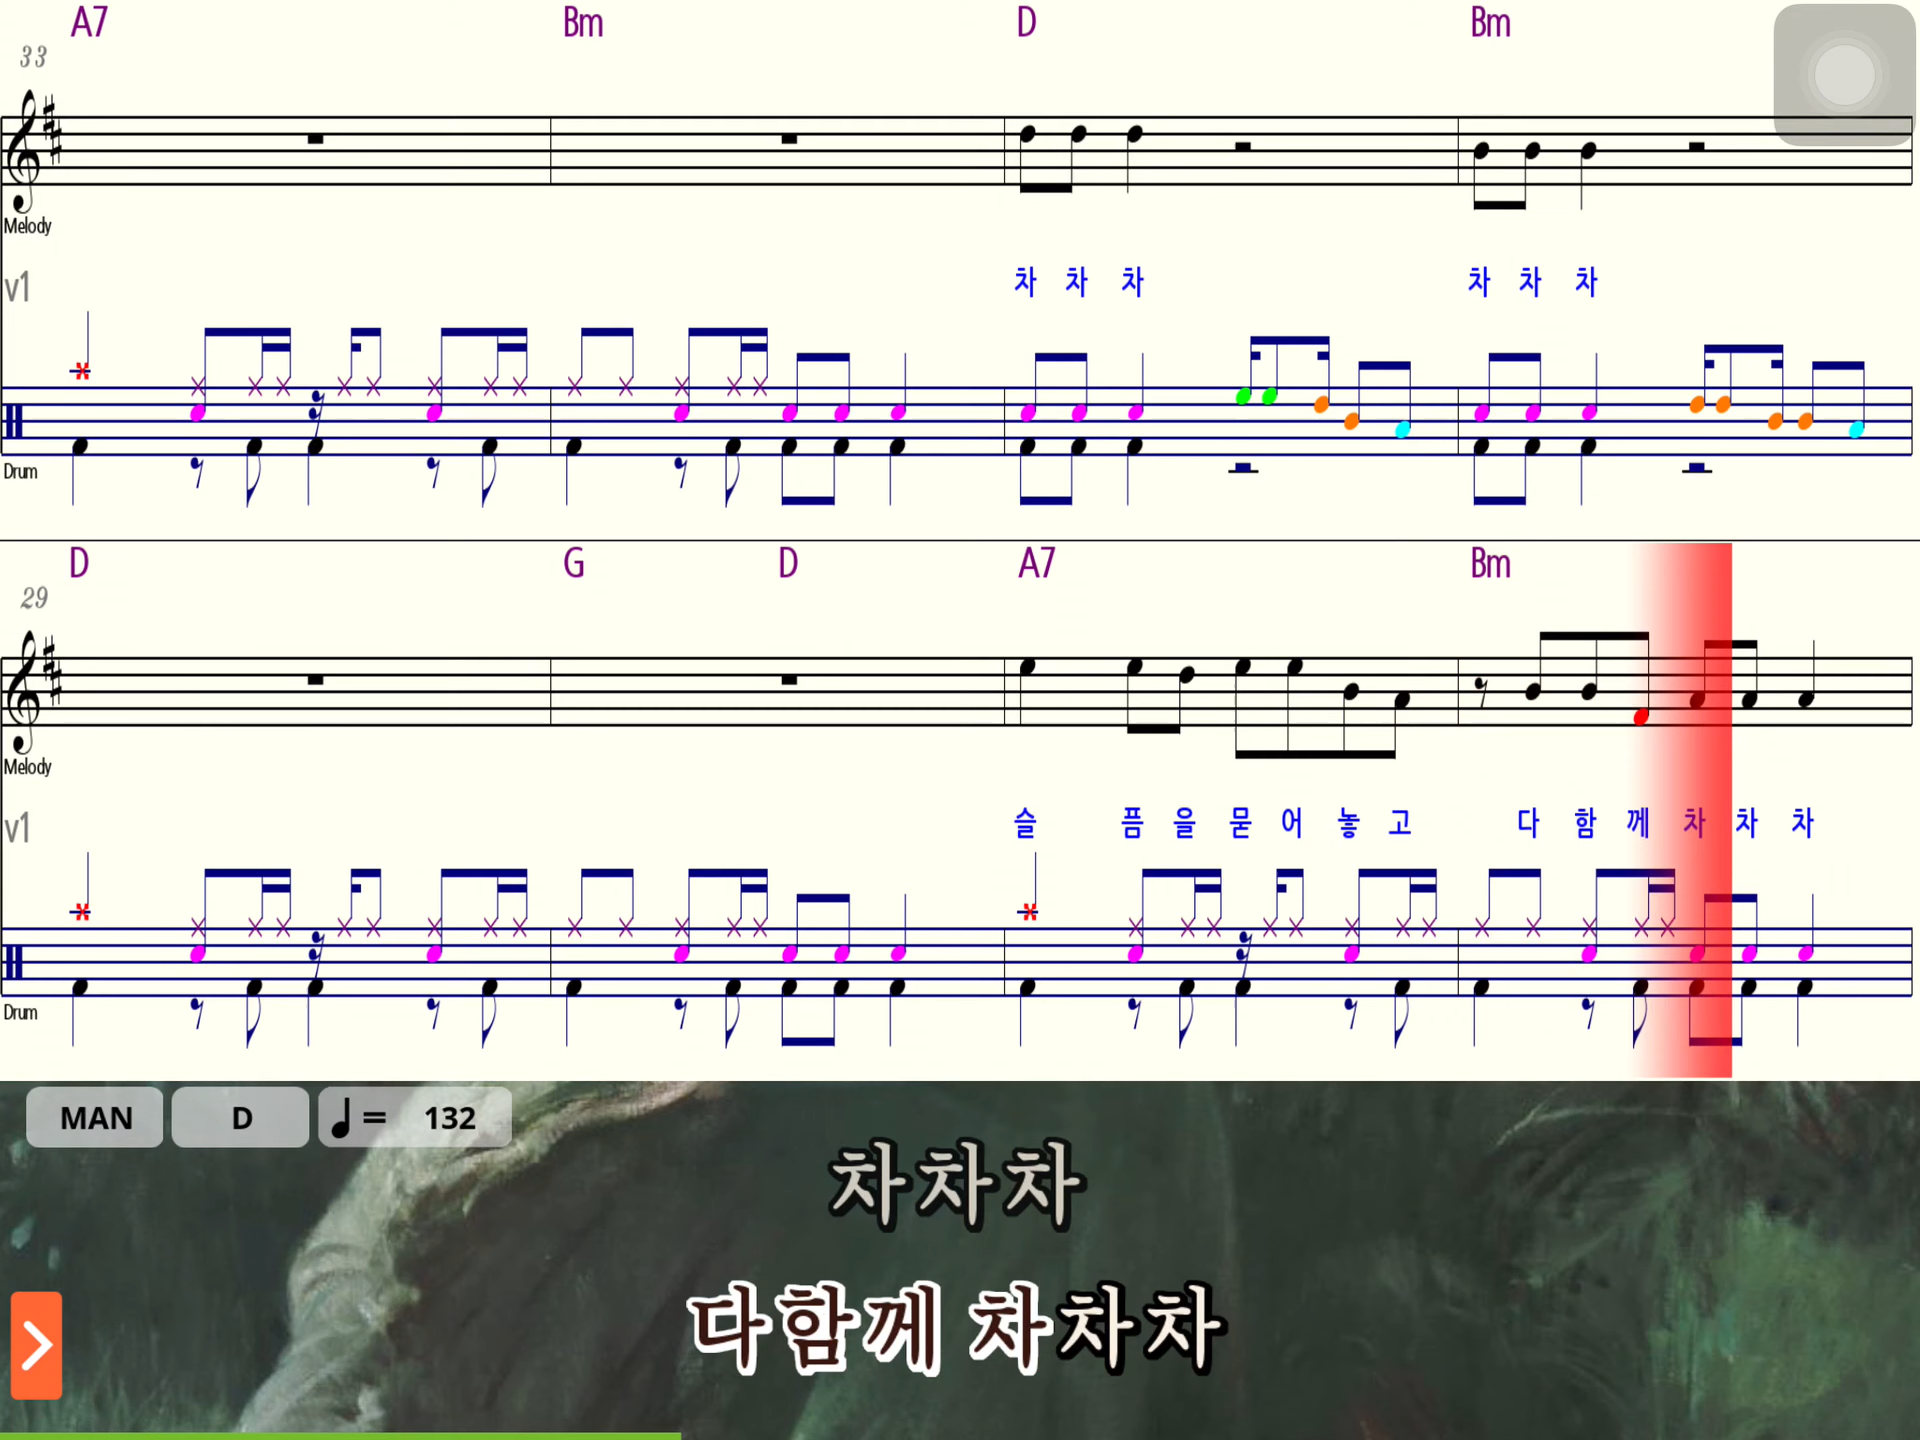 A7 Bm D Bm
33
Melody
v1 차 차 차 차 차 차
Drum
D G D A7 Bm
29
Melody
v1 슬 픔 을 묻 어 놓 고 다 함 께 차 차 차
Drum
MAN D ♩ = 132
차차차
다함께 차차차